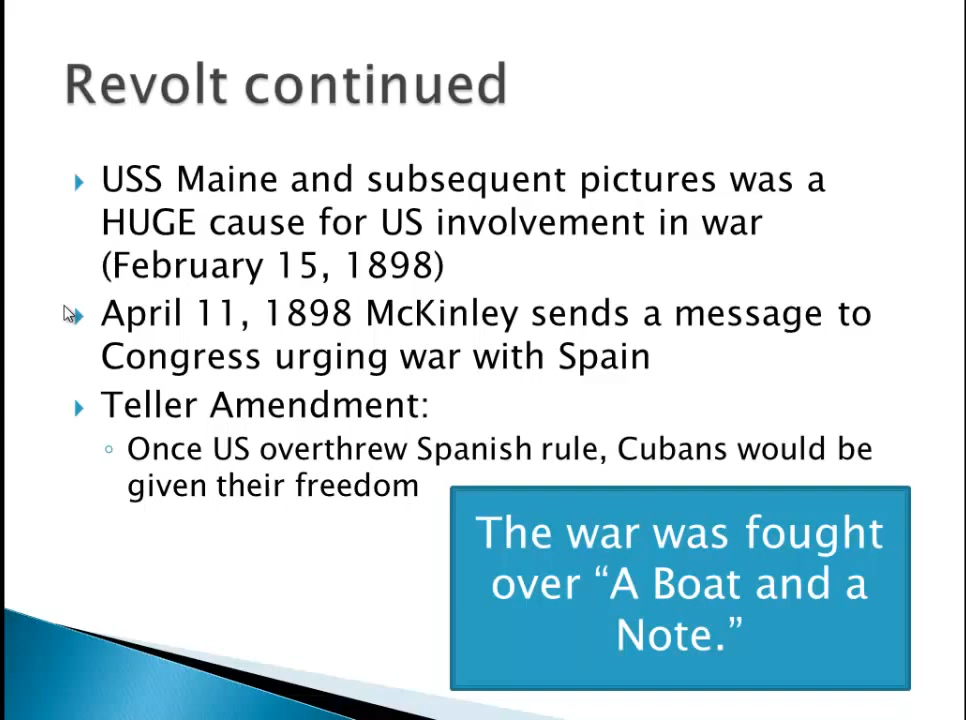 Revolt continued
USS Maine and subsequent pictures was a
HUGE cause for US involvement in war
(February 15, 1898)
April 11, 1898 McKinley sends a message to
Congress urging war with Spain
Teller Amendment:
Once US overthrew Spanish rule, Cubans would be
given their freedom
The war was fought
over “A Boat and a
Note.”